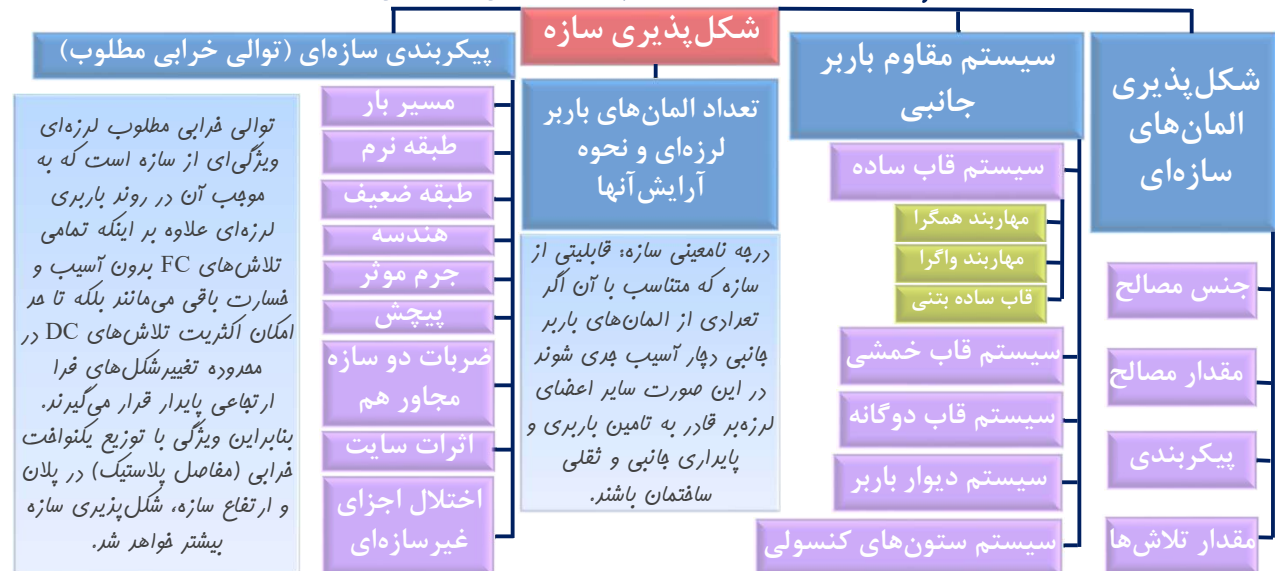 شکل‌پذیری سازه
شکل‌پذیری
المان‌های
سازه‌ای
جنس مصالح
مقدار مصالح
پیکربندی
مقدار تلاش‌ها
سیستم مقاوم باربر
جانبی
سیستم قاب ساده
مهاربند همگرا
مهاربند واگرا
قاب ساده بتنی
سیستم قاب خمشی
سیستم قاب دوگانه
سیستم دیوار باربر
سیستم ستون‌های کنسولی
تعداد المان‌های باربر
لرزه‌ای و نحوه
آرایش‌آنها
درجه نامعینی سازه: قابلیتی از
سازه که متناسب با آن اگر
تعدادی از المان‌های باربر
جانبی دچار آسیب جدی شوند
در این صورت سایر اعضای
لرزه‌بر قادر به تامین باربری و
پایداری جانبی و ثقلی
ساختمان باشند.
پیکربندی سازه‌ای (توالی خرابی مطلوب)
مسیر بار
طبقه نرم
طبقه ضعیف
هندسه
جرم موثر
پیچش
ضربات دو سازه
مجاور هم
اثرات سایت
اختلال اجزای
غیرسازه‌ای
توالی خرابی مطلوب لرزه‌ای
ویژگی‌ای از سازه است که به
موجب آن در روند باربری
لرزه‌ای علاوه بر اینکه تمامی
تلاش‌های FC بدون آسیب و
خسارت باقی می‌مانند بلکه تا حد
امکان اکثریت تلاش‌های DC در
محدوده تغییرشکل‌های فرا
ارتجاعی پایدار قرار می‌گیرند.
بنابراین ویژگی با توزیع یکنواخت
خرابی (مفاصل پلاستیک) در پلان
و ارتفاع سازه، شکل‌پذیری سازه
بیشتر خواهد شد.